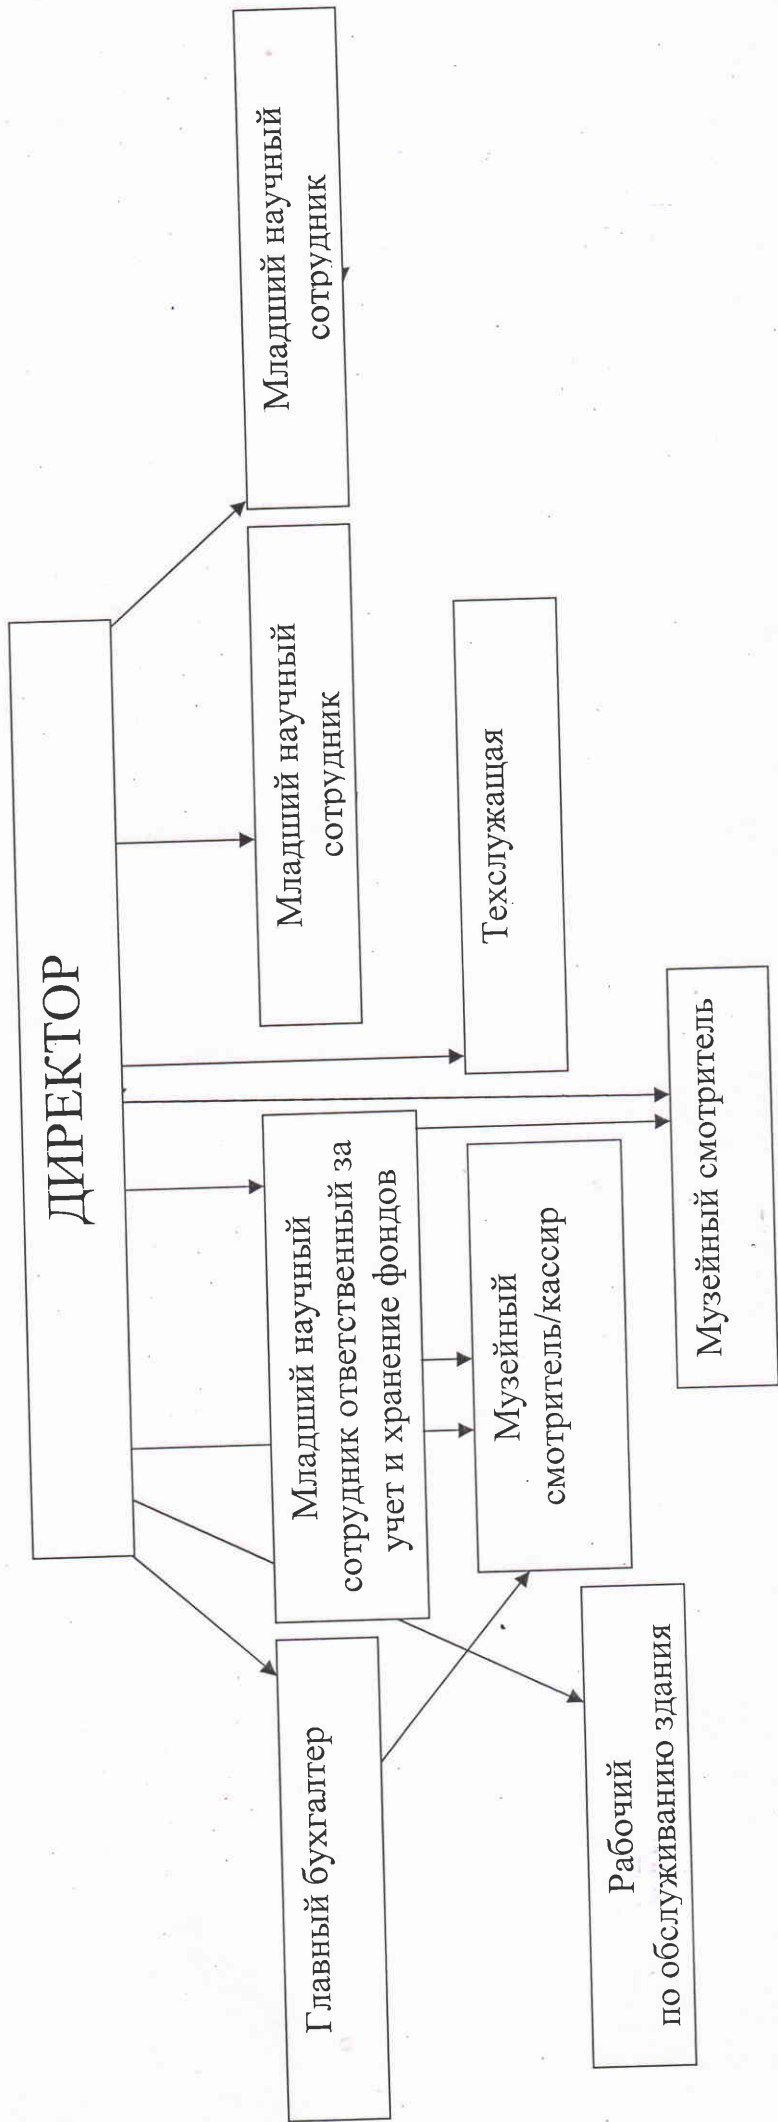 ДИРЕКТОР
Главный бухгалтер
Младший научный
сотрудник ответственный за
учет и хранение фондов
Младший научный
сотрудник
Младший научный
сотрудник
Рабочий
по обслуживанию здания
Музейный
смотритель/кассир
Техслужащая
Музейный смотритель